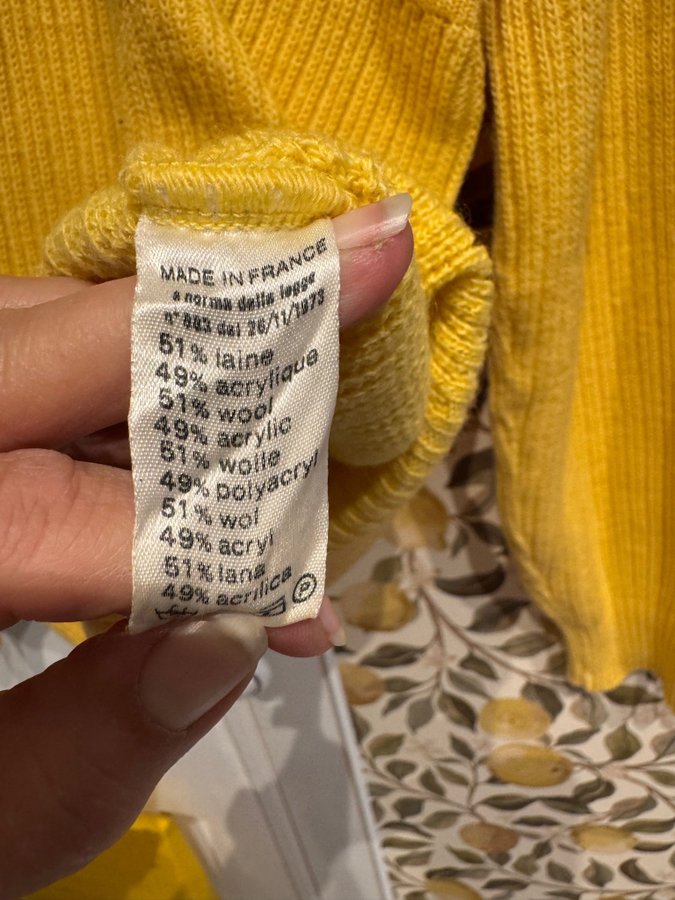 MADE IN FRANCE
a norma della legge
n° 883 del 26/11/1973
51% laine
49% acrylique
51% wool
49% acrylic
51% wolle
49% polyacryl
51% wol
49% acryl
51% lana
49% acrilica
P